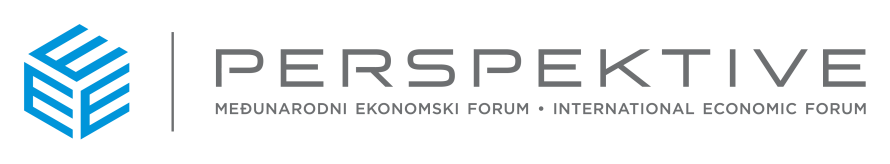 PERSPEKTIVE
MEĐUNARODNI EKONOMSKI FORUM • INTERNATIONAL ECONOMIC FORUM